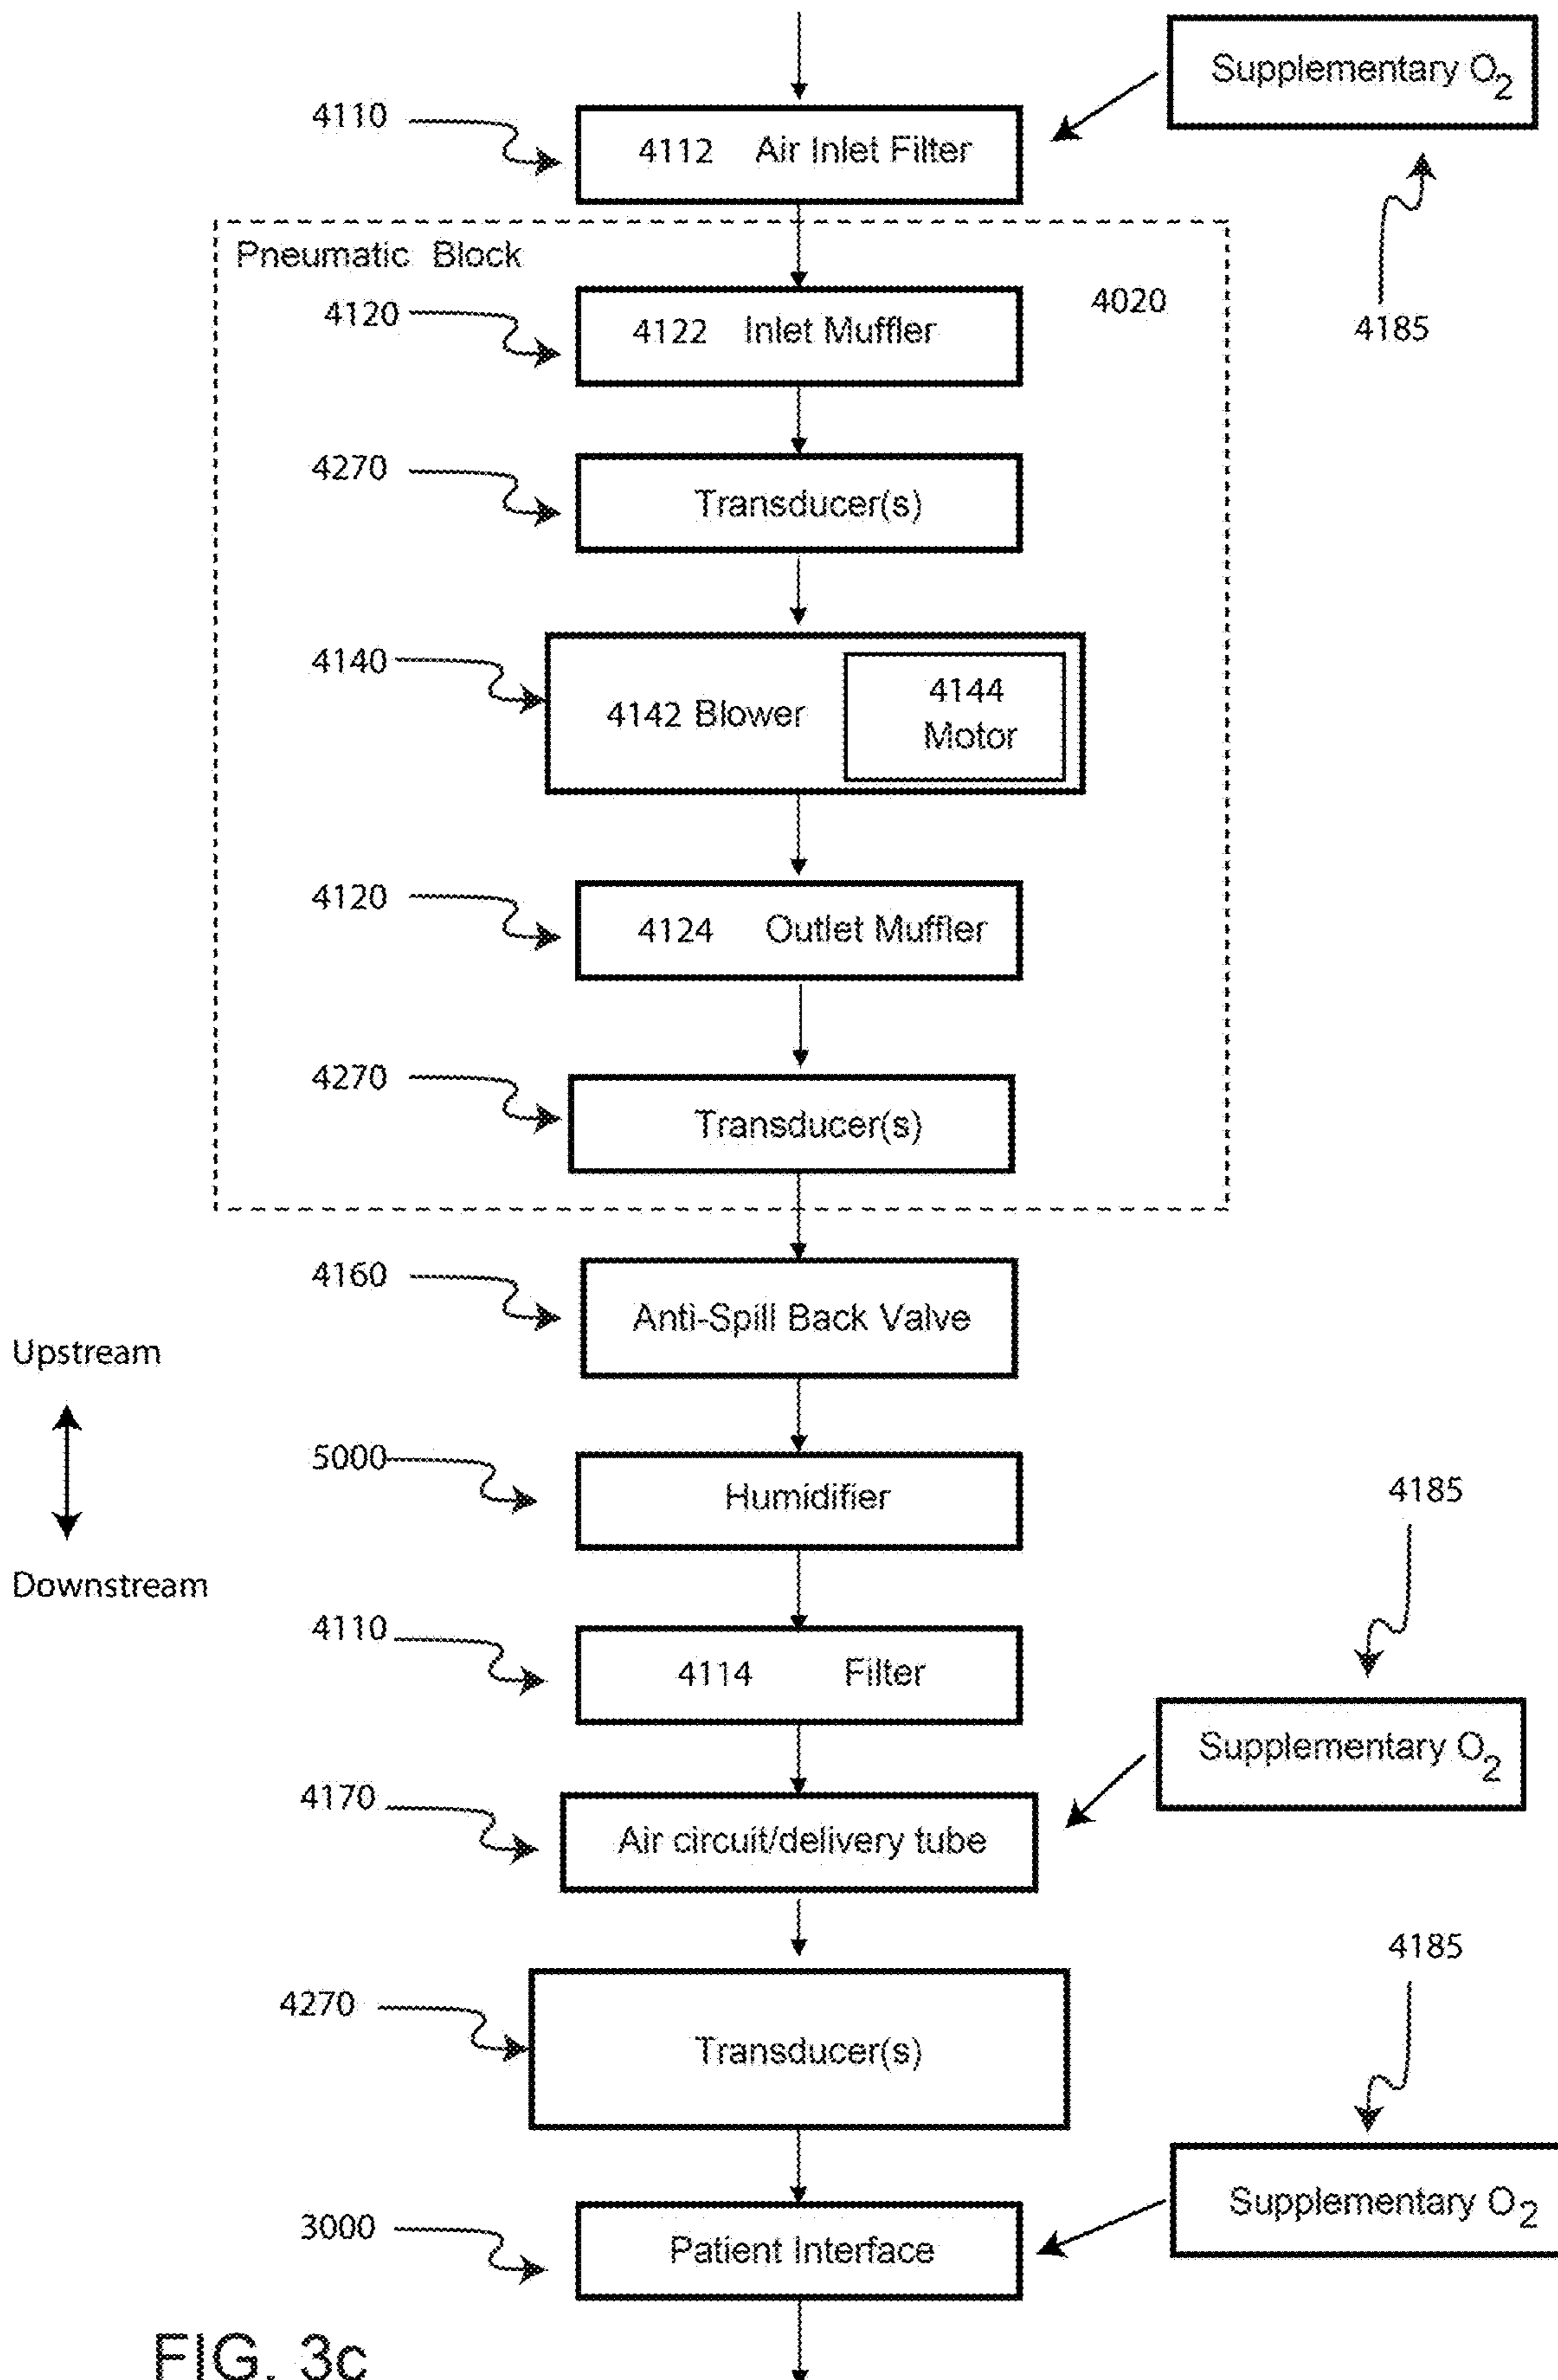 Supplementary O2
4110
4112 Air Inlet Filter
Pneumatic Block
4020
4120
4122 Inlet Muffler
4185
4270
Transducer(s)
4140
4142 Blower
4144
Motor
4120
4124 Outlet Muffler
4270
Transducer(s)
4160
Anti-Spill Back Valve
Upstream
5000
Humidifier
4185
Downstream
4110
4114 Filter
Supplementary O2
4170
Air circuit/delivery tube
4185
4270
Transducer(s)
Supplementary O2
3000
Patient Interface
FIG. 3c